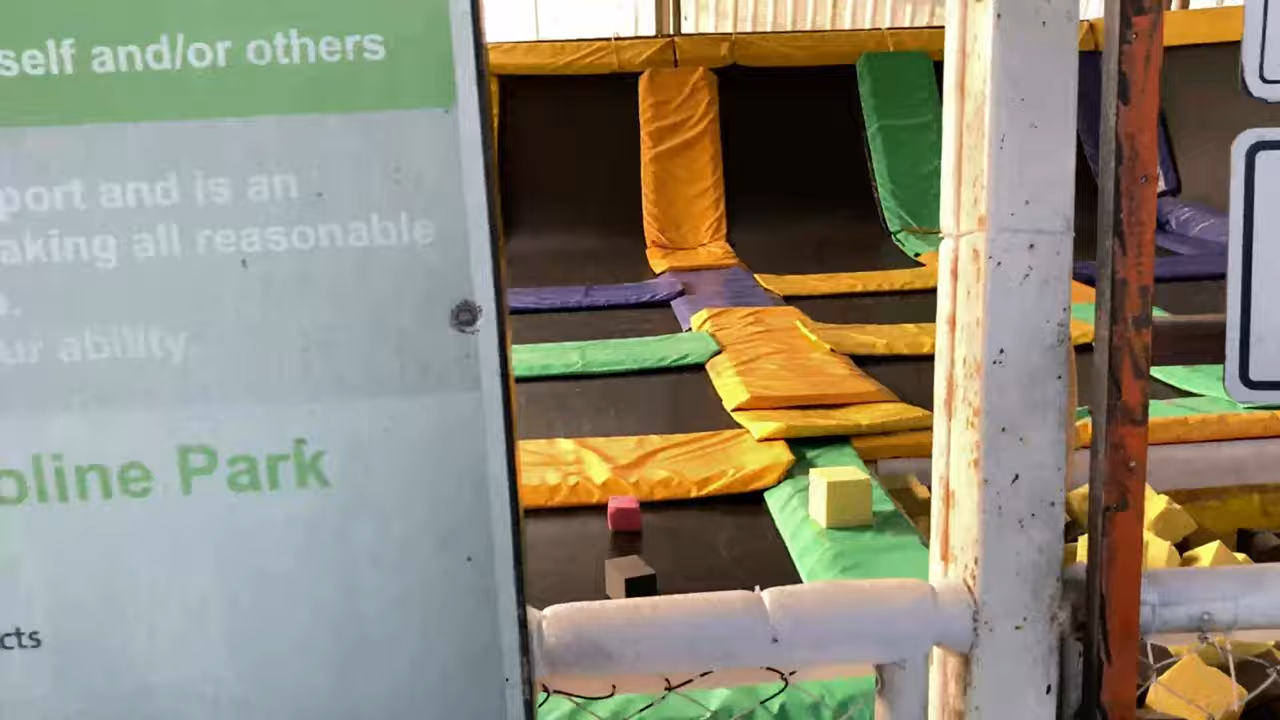 self and/or others
port and is an
aking all reasonable
.
ur ability
oline Park
cts